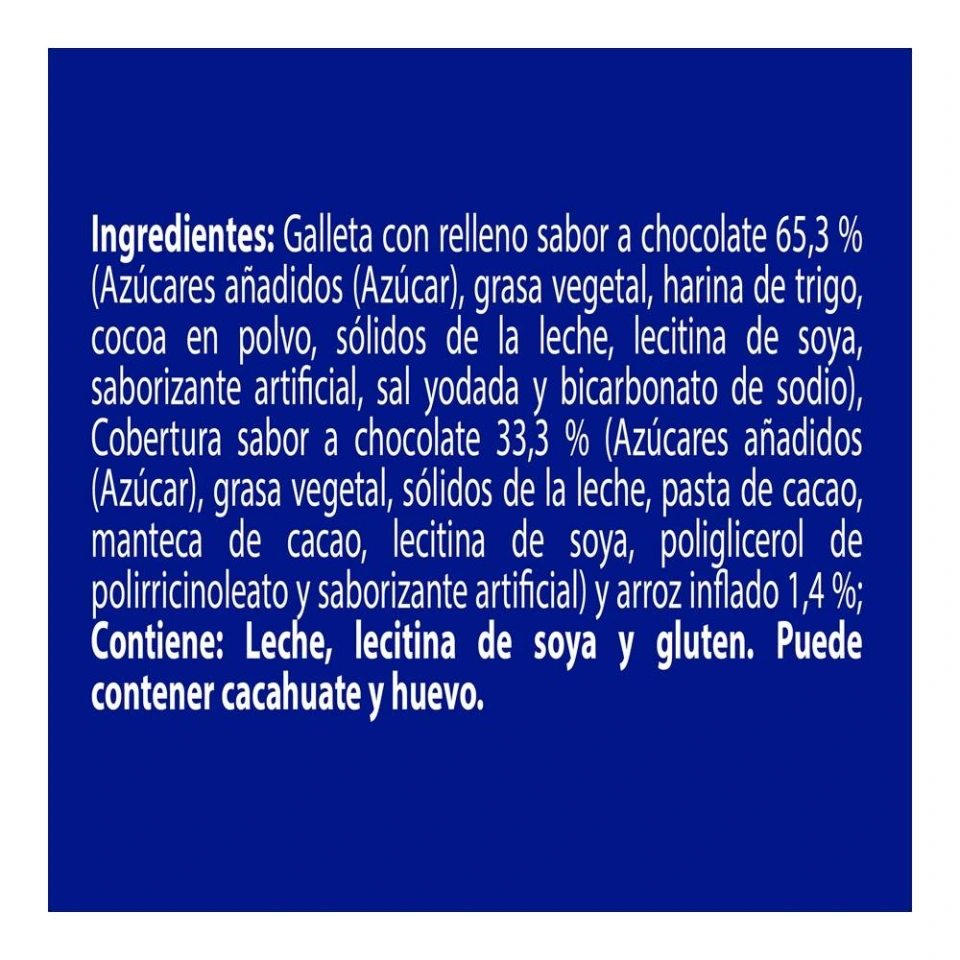 Ingredientes: Galleta con relleno sabor a chocolate 65,3 %
(Azúcares añadidos (Azúcar), grasa vegetal, harina de trigo,
cocoa en polvo, sólidos de la leche, lecitina de soya,
saborizante artificial, sal yodada y bicarbonato de sodio),
Cobertura sabor a chocolate 33,3 % (Azúcares añadidos
(Azúcar), grasa vegetal, sólidos de la leche, pasta de cacao,
manteca de cacao, lecitina de soya, poliglicerol de
polirricinoleato y saborizante artificial) y arroz inflado 1,4 %;
Contiene: Leche, lecitina de soya y gluten. Puede
contener cacahuate y huevo.